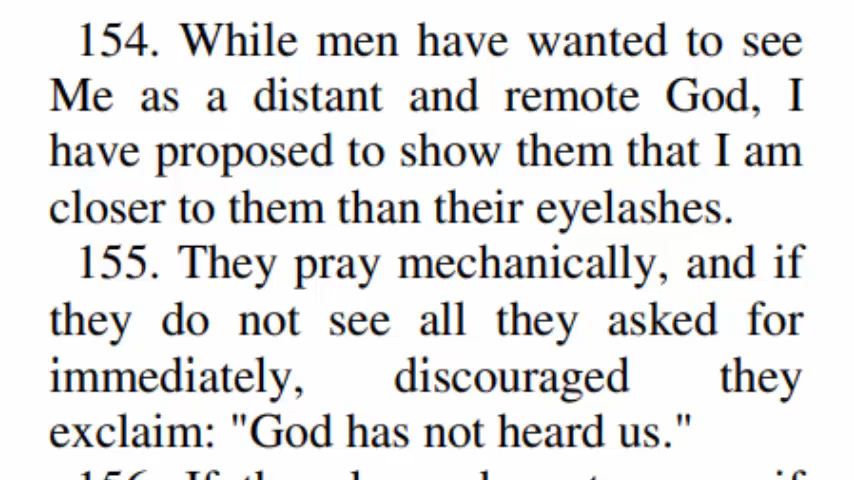 154. While men have wanted to see
Me as a distant and remote God, I
have proposed to show them that I am
closer to them than their eyelashes.
155. They pray mechanically, and if
they do not see all they asked for
immediately, discouraged they
exclaim: "God has not heard us."